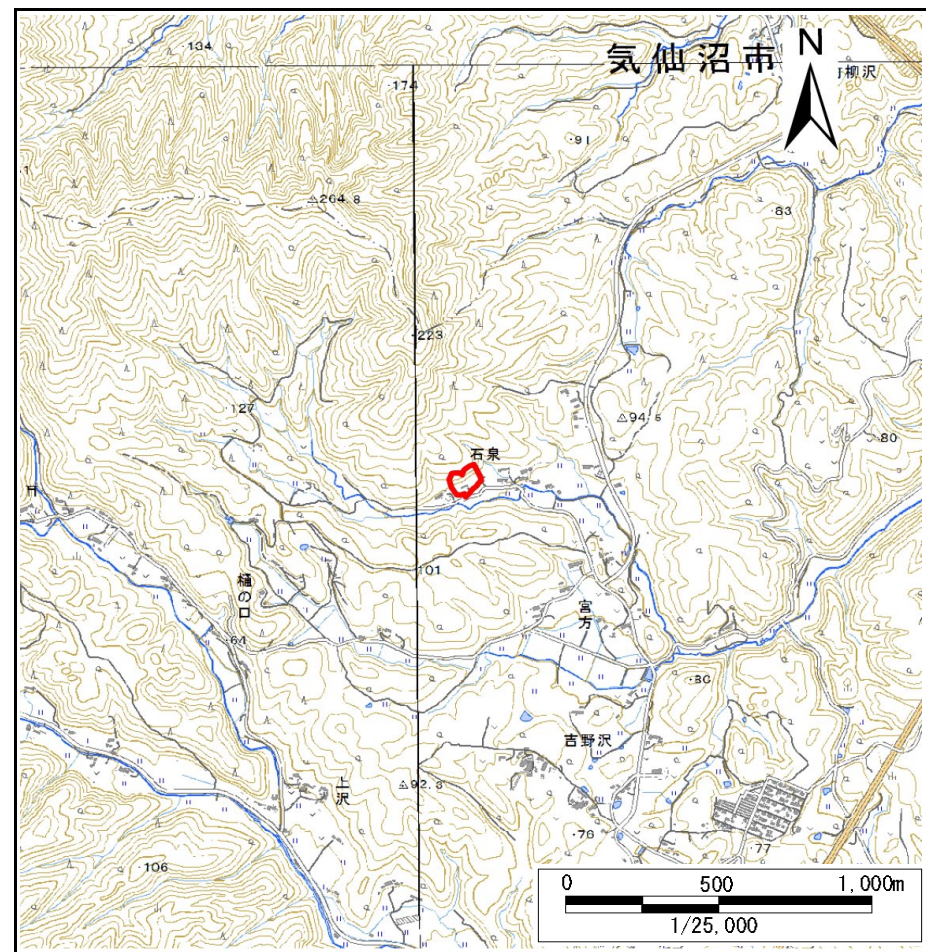 ・134
気仙沼市
N
柳沢
・174
・91
△264.8
・83
・223
・127
△94.5
・80
石泉
・101
樋の口
宮方
・64
吉野沢
上沢
△92.3
・76
・77
・106
0 500 1,000m
1/25,000